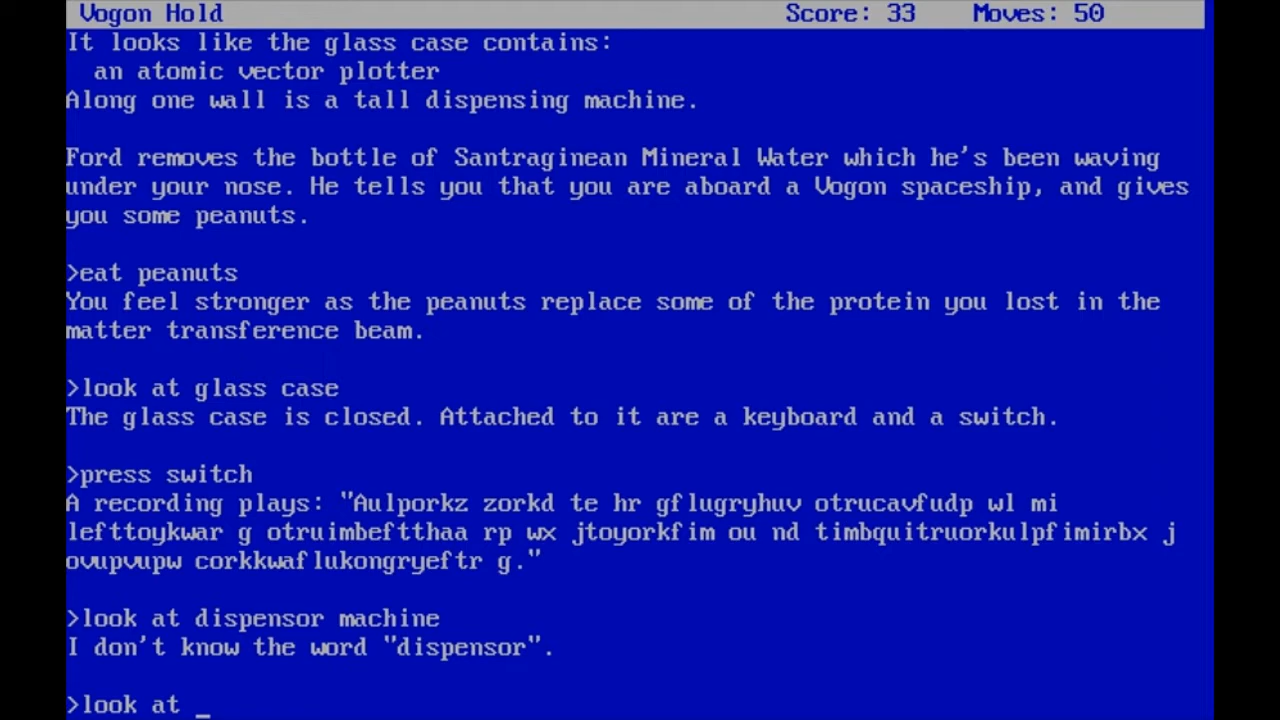 Vogon Hold Score: 33 Moves: 50
It looks like the glass case contains:
an atomic vector plotter
Along one wall is a tall dispensing machine.
Ford removes the bottle of Santraginean Mineral Water which he's been waving
under your nose. He tells you that you are aboard a Vogon spaceship, and gives
you some peanuts.
>eat peanuts
You feel stronger as the peanuts replace some of the protein you lost in the
matter transference beam.
>look at glass case
The glass case is closed. Attached to it are a keyboard and a switch.
>press switch
A recording plays: "Aulporkz zorkd te hr gflugryhuv otrucavfudp wl mi
lefttoykwar g otruimbeftthaa rp wx jtoyorkfim ou nd timbquitruorkulpfimirbx j
ovupvupw corkkwaflukongryeftr g."
>look at dispensor machine
I don't know the word "dispensor".
>look at _